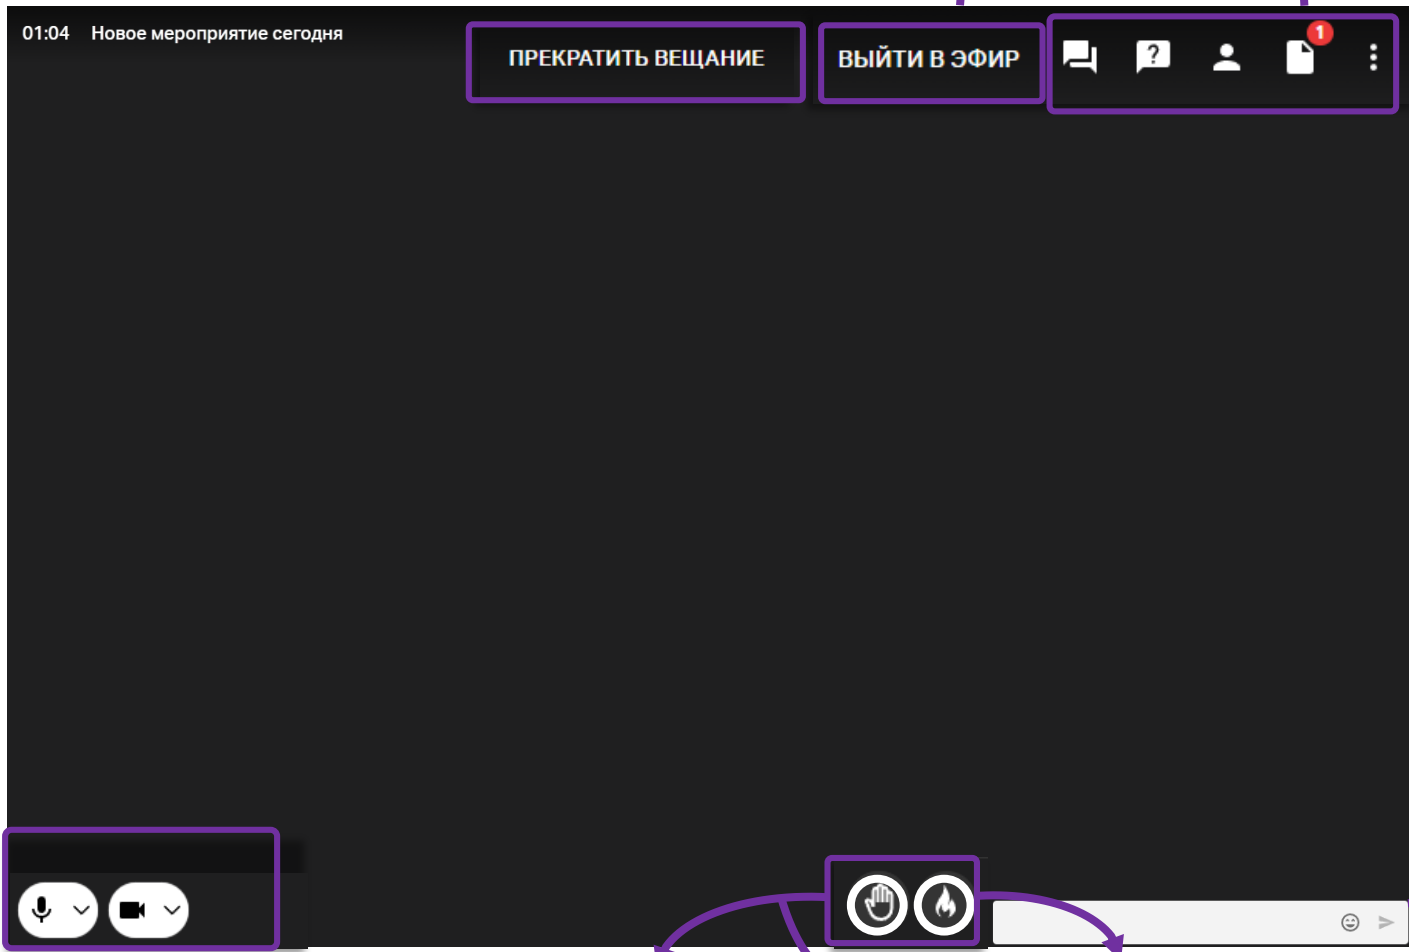 01:04 Новое мероприятие сегодня
ПРЕКРАТИТЬ ВЕЩАНИЕ
ВЫЙТИ В ЭФИР
?
1